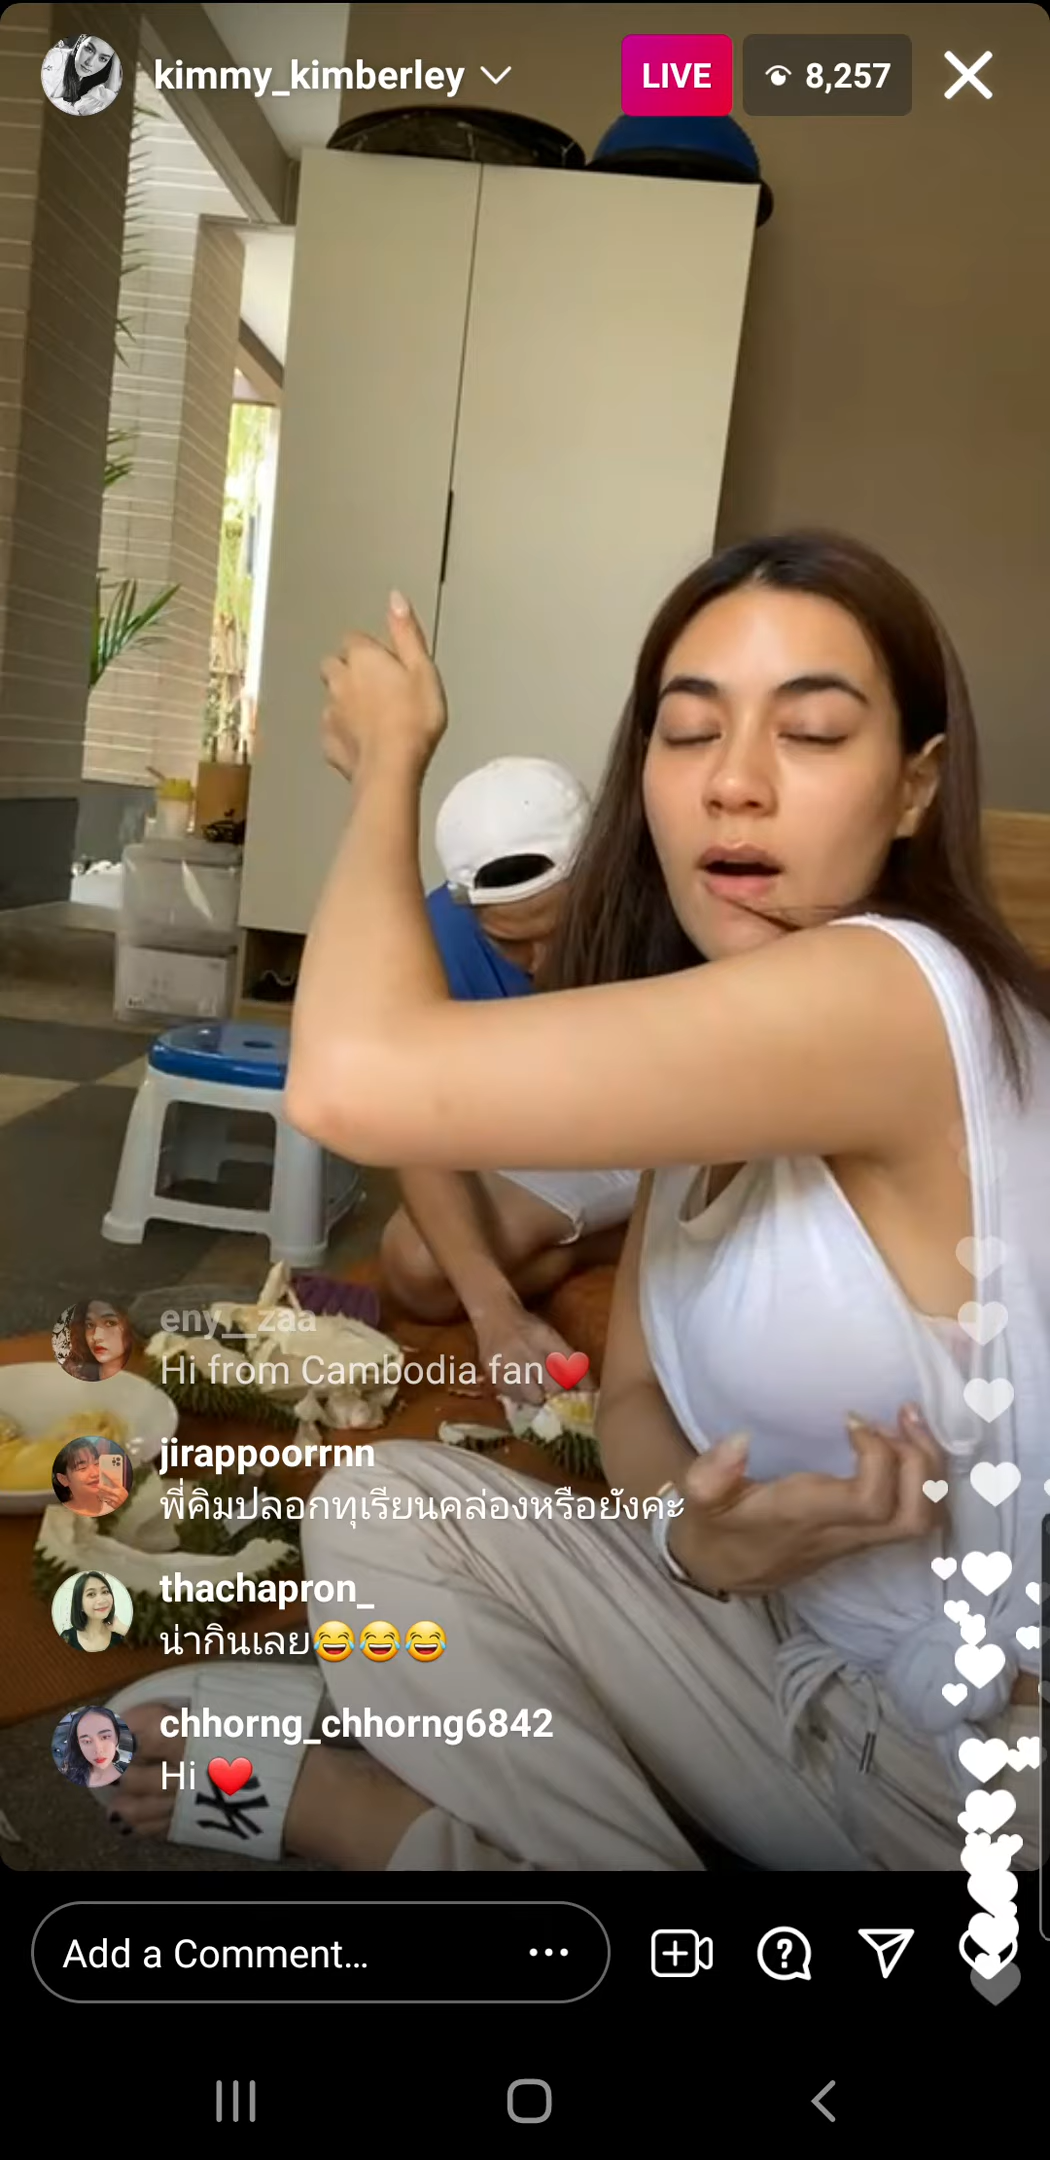 kimmy_kimberley
LIVE
8,257
eny__zaa
Hi from Cambodia fan❤️
jirappoorrnn
พี่คิมปลอกทุเรียนคล่องหรือยังคะ
thachapron_
น่ากินเลย😂😂😂
chhorng_chhorng6842
Hi ❤️
NY
Add a Comment...